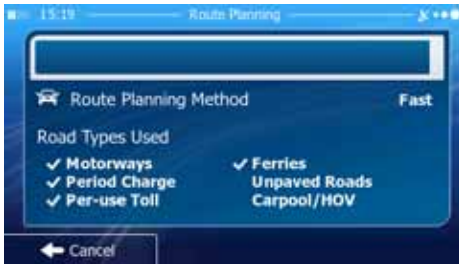 15:19 Route Planning
Route Planning Method Fast
Road Types Used
Motorways Ferries
Period Charge Unpaved Roads
Per-use Toll Carpool/HOV
Cancel